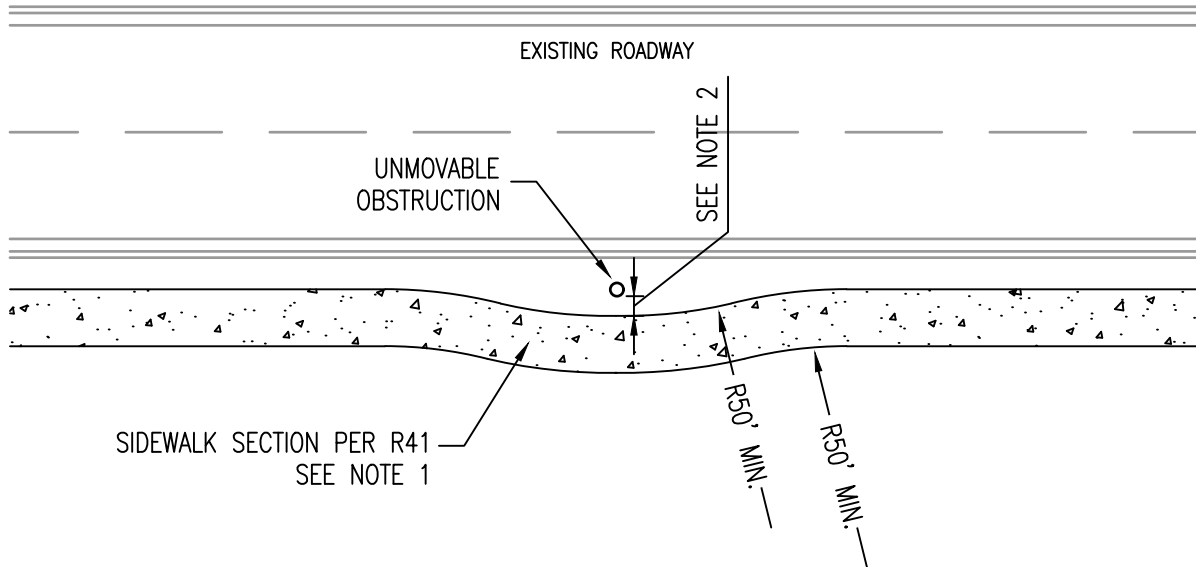 EXISTING ROADWAY
SEE NOTE 2
UNMOVABLE
OBSTRUCTION
SIDEWALK SECTION PER R41
SEE NOTE 1
R50' MIN.
R50' MIN.